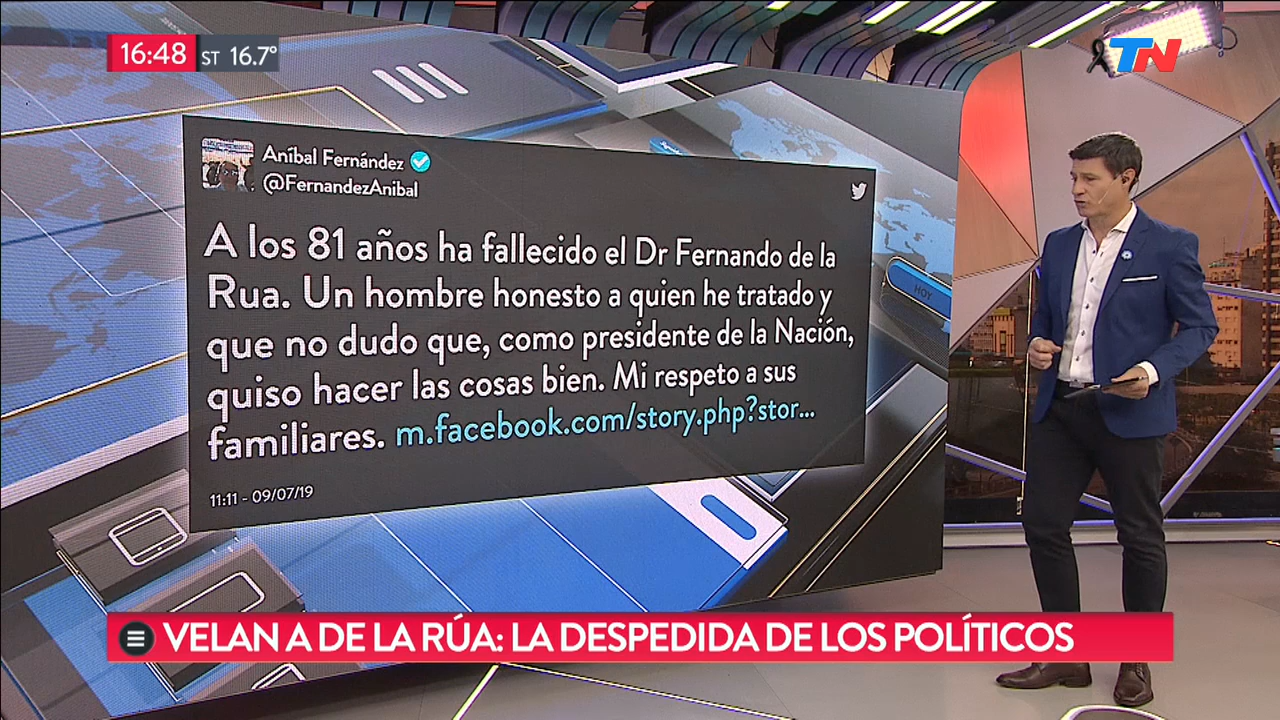 16:48 ST 16.7°
TN
Aníbal Fernández
@FernandezAnibal
A los 81 años ha fallecido el Dr Fernando de la
Rua. Un hombre honesto a quien he tratado y
que no dudo que, como presidente de la Nación,
quiso hacer las cosas bien. Mi respeto a sus
familiares. m.facebook.com/story.php?stor...
11:11 - 09/07/19
HOY
VELAN A DE LA RÚA: LA DESPEDIDA DE LOS POLÍTICOS